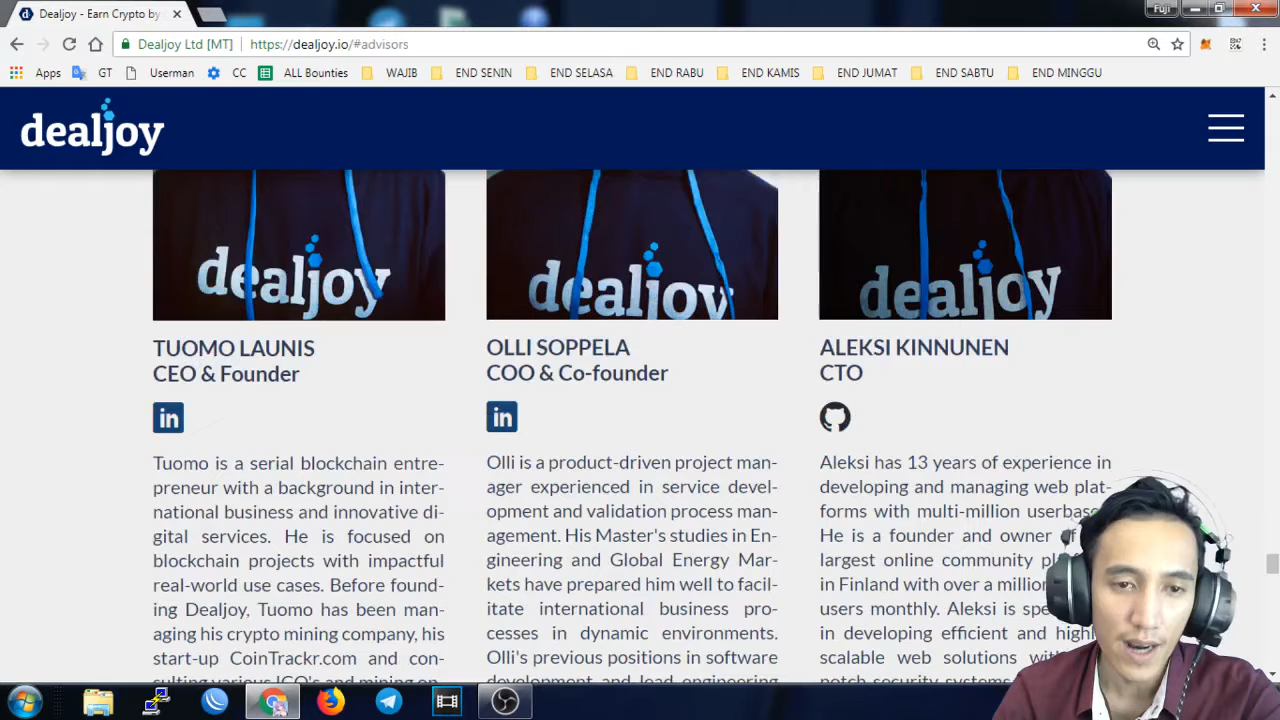 Dealjoy - Earn Crypto by
Fuji
Dealjoy Ltd [MT]
https://dealjoy.io/#advisors
Apps
GT
Userman
CC
ALL Bounties
WAJIB
END SENIN
END SELASA
END RABU
END KAMIS
END JUMAT
END SABTU
END MINGGU
dealjoy
dealjoy
dealjoy
dealjoy
TUOMO LAUNIS
CEO & Founder
in
Tuomo is a serial blockchain entre-
preneur with a background in inter-
national business and innovative di-
gital services. He is focused on
blockchain projects with impactful
real-world use cases. Before found-
ing Dealjoy, Tuomo has been man-
aging his crypto mining company, his
start-up CoinTrackr.com and con-
sulting various ICO's and mining op-
OLLI SOPPELA
COO & Co-founder
in
Olli is a product-driven project man-
ager experienced in service devel-
opment and validation process man-
agement. His Master's studies in En-
gineering and Global Energy Mar-
kets have prepared him well to facil-
itate international business pro-
cesses in dynamic environments.
Olli's previous positions in software
development and lead engineering
ALEKSI KINNUNEN
CTO
Aleksi has 13 years of experience in
developing and managing web plat-
forms with multi-million userbase
He is a founder and owner
largest online community
in Finland with over a million
users monthly. Aleksi is
in developing efficient and
scalable web solutions
notch security systems